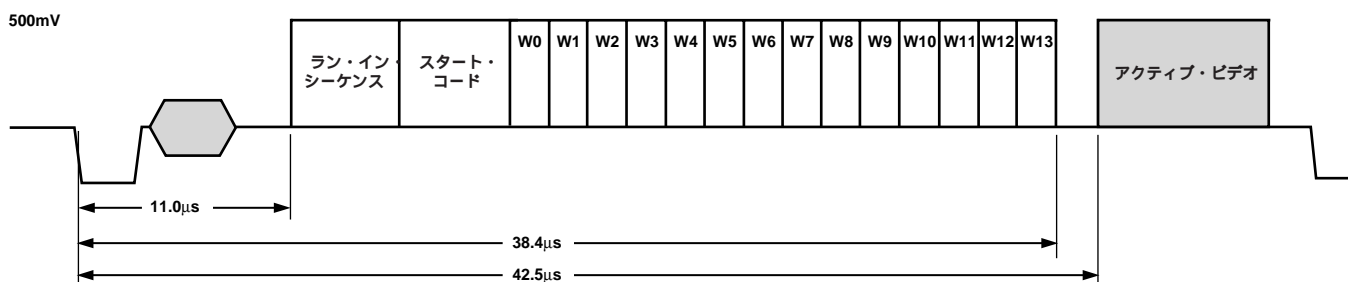 500mV
ラン・イン・
シーケンス
スタート・
コード
W0 W1 W2 W3 W4 W5 W6 W7 W8 W9 W10 W11 W12 W13
アクティブ・ビデオ
11.0μs
38.4μs
42.5μs